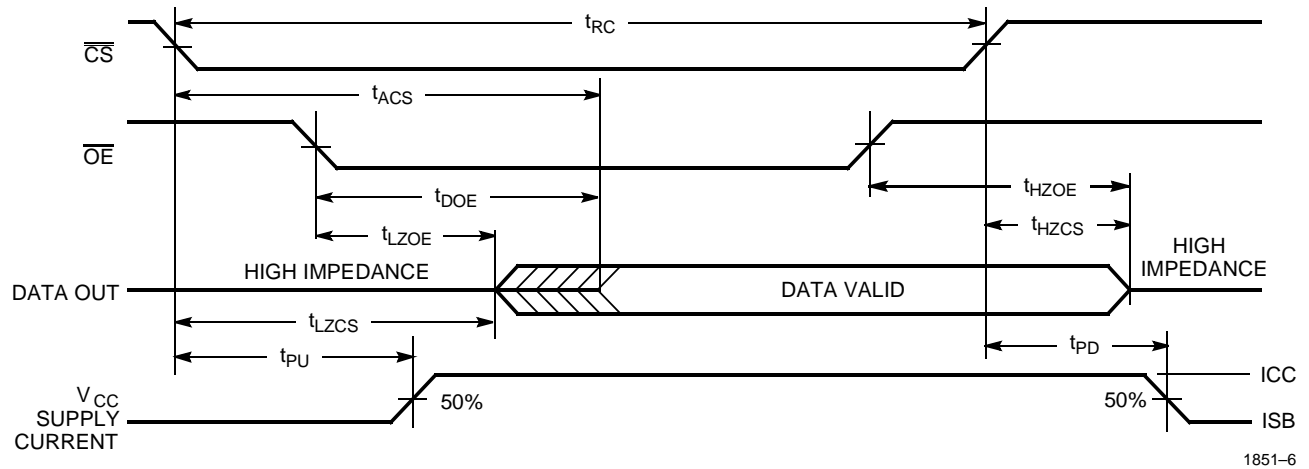 tRC
CS
tACS
OE
tDOE
tHZOE
tLZOE
tHZCS
HIGH IMPEDANCE
HIGH
IMPEDANCE
DATA OUT
DATA VALID
tLZCS
tPU
tPD
VCC
SUPPLY
CURRENT
50%
50%
ICC
ISB
1851–6